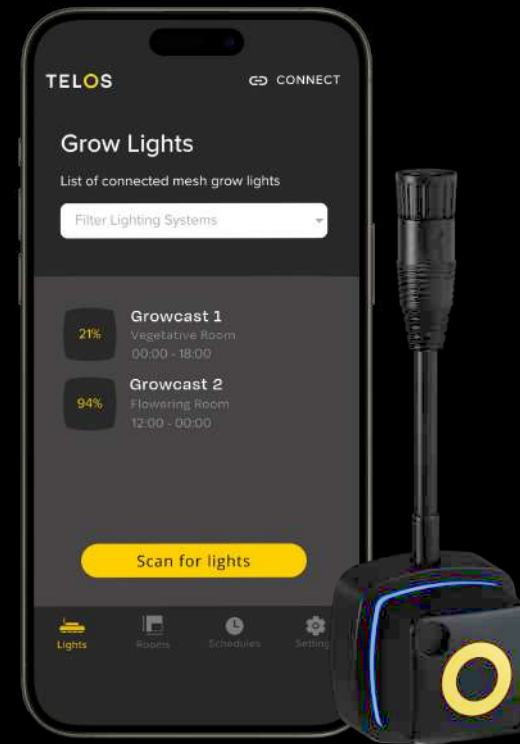 TELOS
CONNECT
Grow Lights
List of connected mesh grow lights
Filter Lighting Systems
21%
Growcast 1
Vegetative Room
00:00 - 18:00
94%
Growcast 2
Flowering Room
12:00 - 00:00
Scan for lights
Lights
Rooms
Schedules
Setting